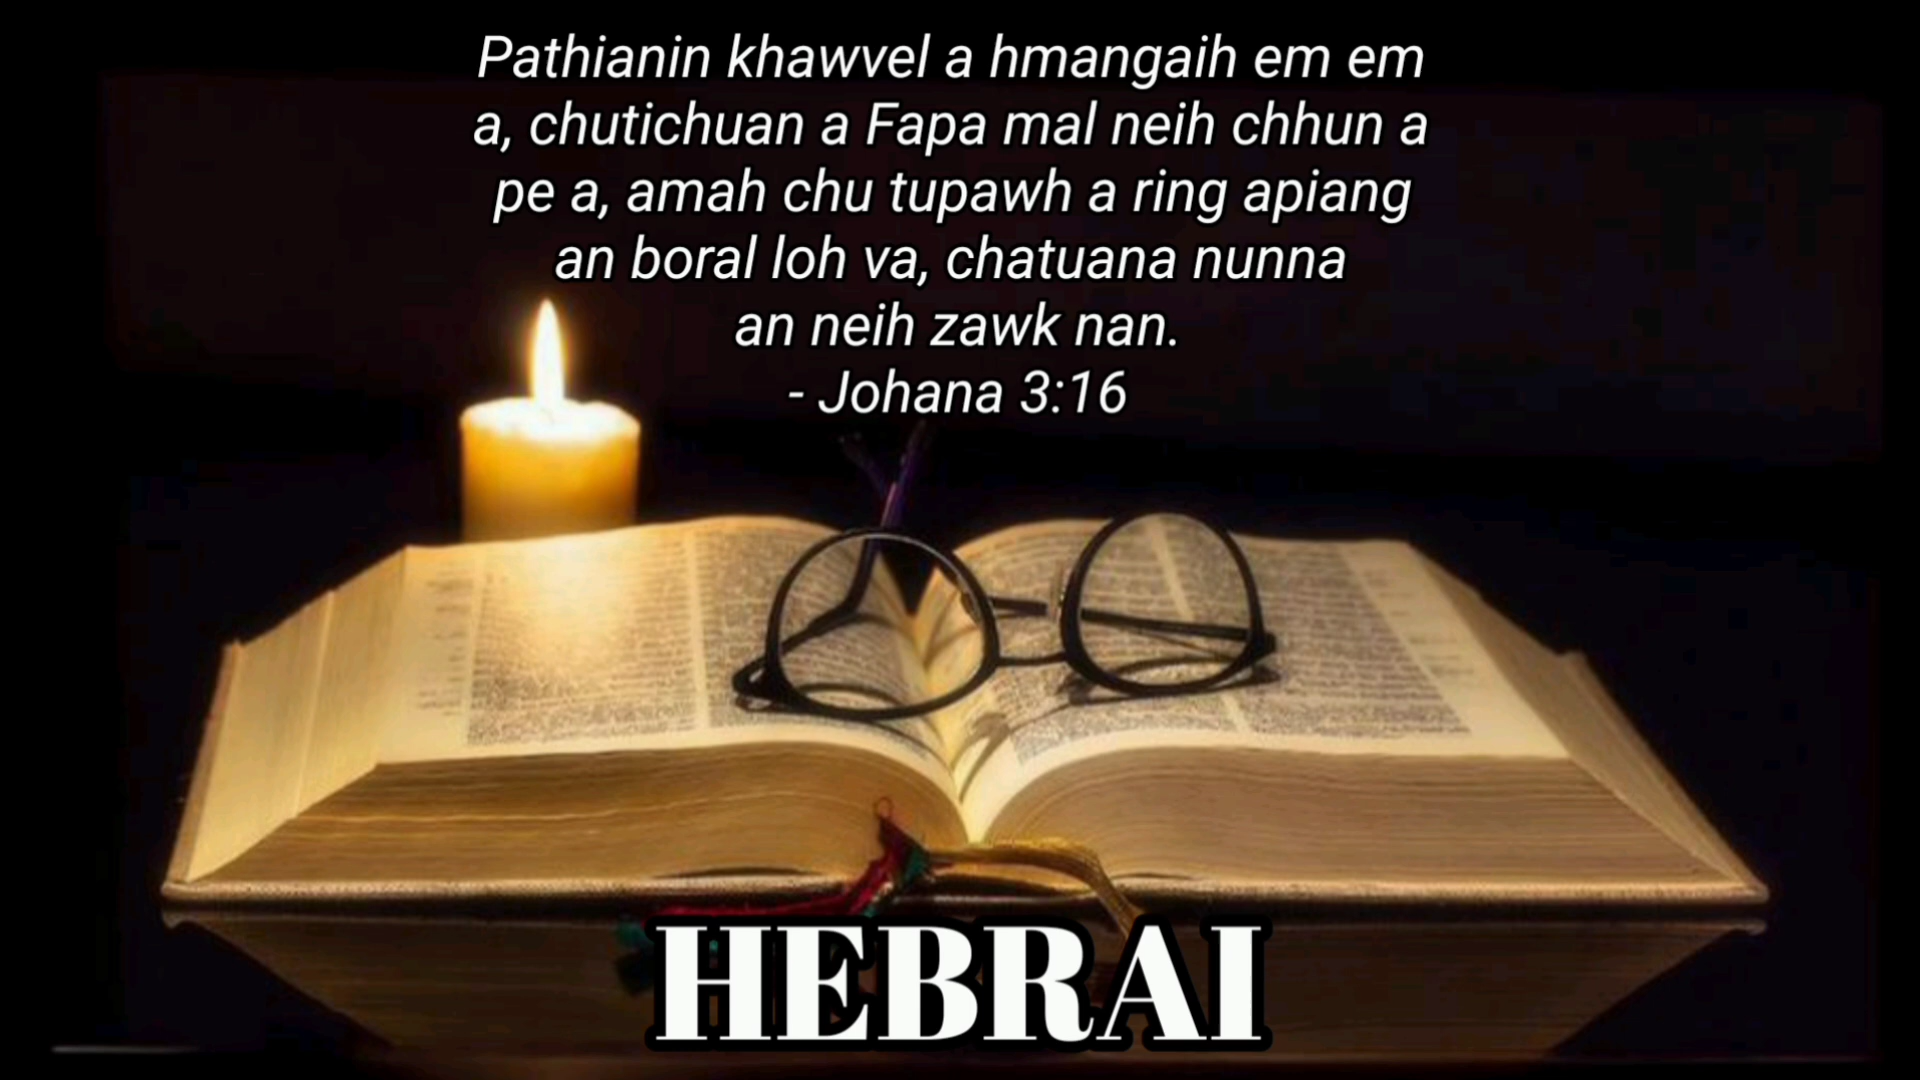 Pathianin khawvel a hmangaih em em
a, chutichuan a Fapa mal neih chhun a
pe a, amah chu tupawh a ring apiang
an boral loh va, chatuana nunna
an neih zawk nan.
- Johana 3:16
HEBRAI